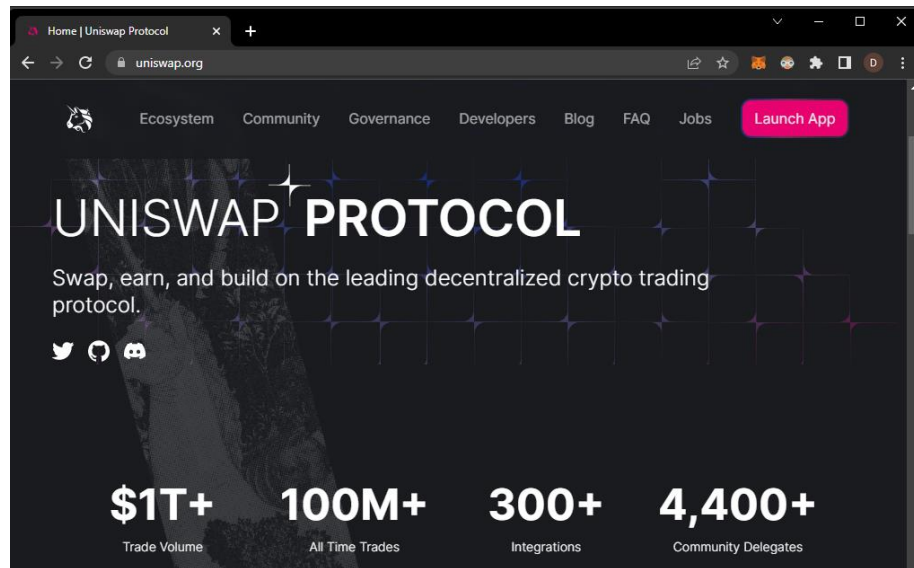 Home | Uniswap Protocol
uniswap.org
D
Ecosystem Community Governance Developers Blog FAQ Jobs Launch App
UNISWAP PROTOCOL
Swap, earn, and build on the leading decentralized crypto trading
protocol.
$1T+ 100M+ 300+ 4,400+
Trade Volume All Time Trades Integrations Community Delegates